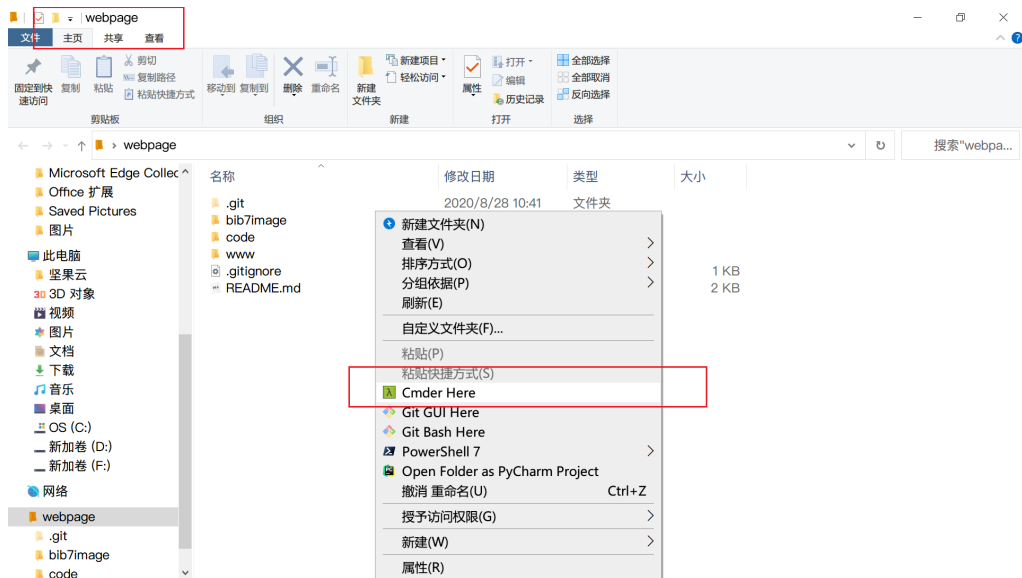 webpage
文件 主页 共享 查看
固定到快速访问
复制
粘贴
剪切
复制路径
粘贴快捷方式
剪贴板
移动到 复制到 删除 重命名
组织
新建文件夹
新建项目
轻松访问
新建
属性
打开
编辑
历史记录
打开
全部选择
全部取消
反向选择
选择
webpage
搜索"webpa...
Microsoft Edge Collec
Office 扩展
Saved Pictures
图片
此电脑
坚果云
3D 对象
视频
图片
文档
下载
音乐
桌面
OS (C:)
新加卷 (D:)
新加卷 (F:)
网络
webpage
.git
bib7image
code
名称 修改日期 类型 大小
.git 2020/8/28 10:41 文件夹
bib7image
code
www
.gitignore 1 KB
README.md 2 KB
新建文件夹(N)
查看(V)
排序方式(O)
分组依据(P)
刷新(E)
自定义文件夹(F)...
粘贴(P)
粘贴快捷方式(S)
Cmder Here
Git GUI Here
Git Bash Here
PowerShell 7
Open Folder as PyCharm Project
撤消 重命名(U) Ctrl+Z
授予访问权限(G)
新建(W)
属性(R)